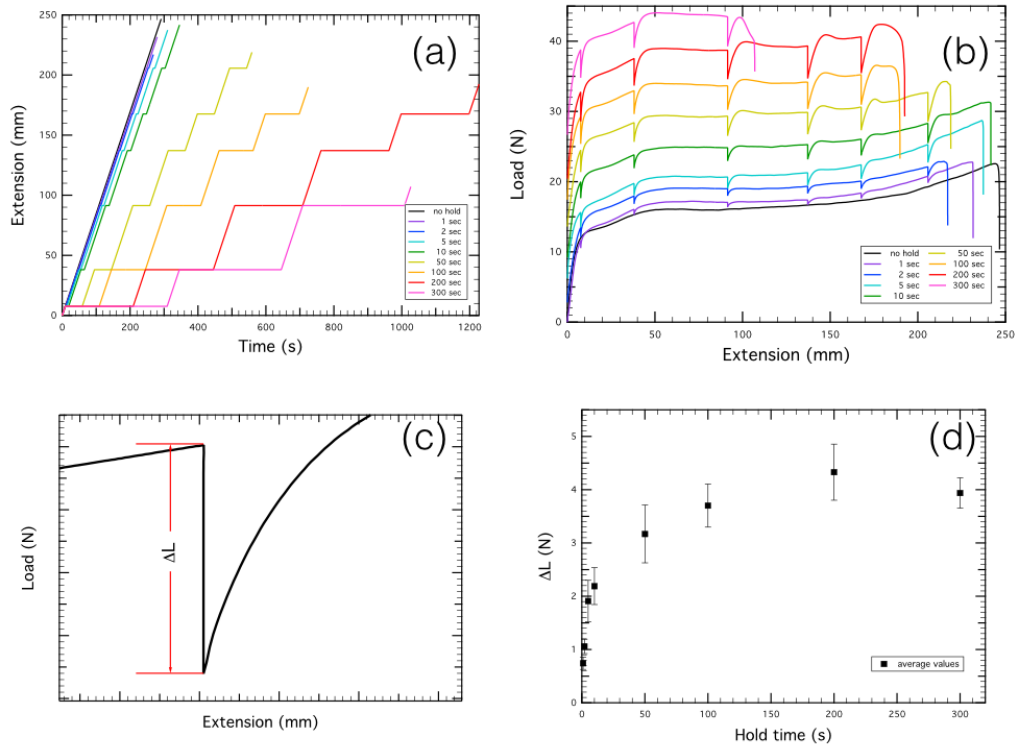 (a)
Extension (mm)
250
200
150
100
50
0
no hold
1 sec
2 sec
5 sec
10 sec
50 sec
100 sec
200 sec
300 sec
0 200 400 600 800 1000 1200
Time (s)
(b)
Load (N)
40
30
20
10
0
no hold 50 sec
1 sec 100 sec
2 sec 200 sec
5 sec 300 sec
10 sec
0 50 100 150 200 250
Extension (mm)
(c)
Load (N)
ΔL
Extension (mm)
(d)
ΔL (N)
5
4
3
2
1
0
average values
0 50 100 150 200 250 300
Hold time (s)